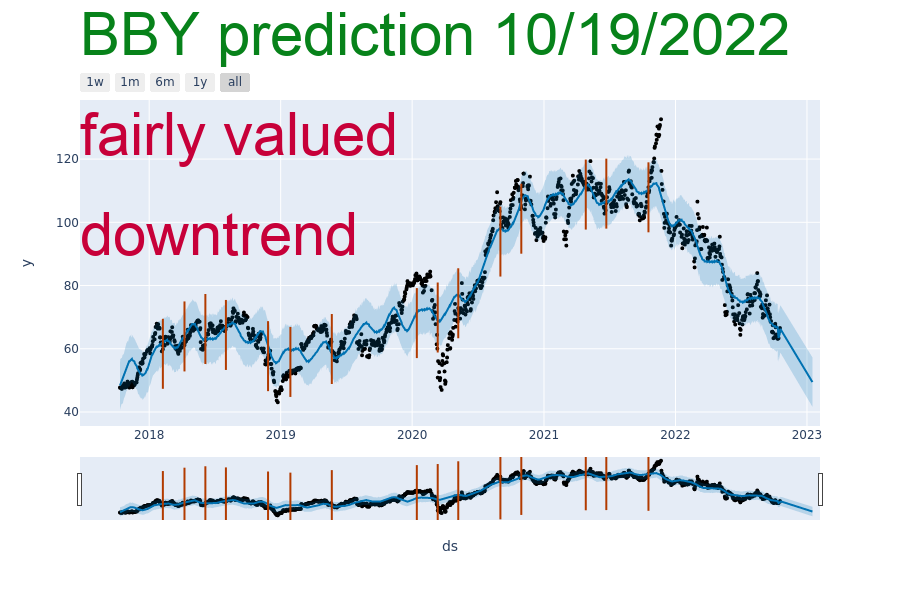 BBY prediction 10/19/2022
1w 1m 6m 1y all
fairly valued
120
100
downtrend
y
80
60
40
2018 2019 2020 2021 2022 2023
ds